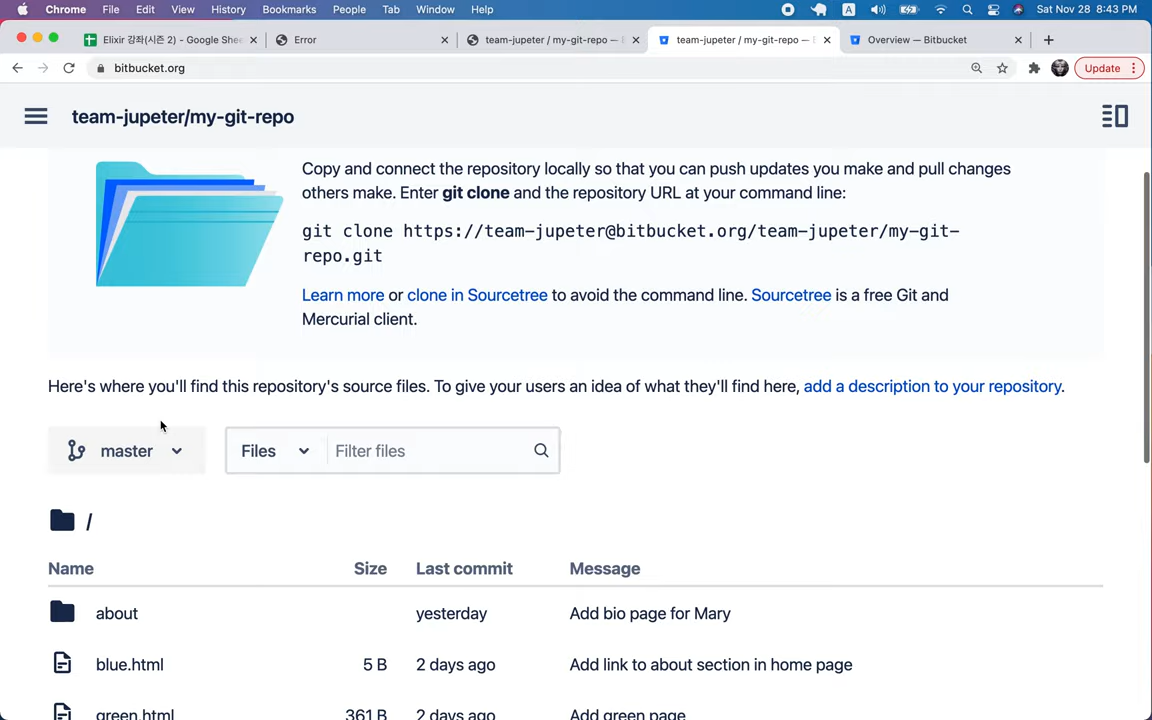 Chrome File Edit View History Bookmarks People Tab Window Help A Sat Nov 28 8:43 PM
Elixir 강좌(시즌 2) - Google She Error team-jupeter / my-git-repo — team-jupeter / my-git-repo — Overview — Bitbucket
bitbucket.org Update
team-jupeter/my-git-repo
Copy and connect the repository locally so that you can push updates you make and pull changes
others make. Enter git clone and the repository URL at your command line:
git clone https://team-jupeter@bitbucket.org/team-jupeter/my-git-
repo.git
Learn more or clone in Sourcetree to avoid the command line. Sourcetree is a free Git and
Mercurial client.
Here's where you'll find this repository's source files. To give your users an idea of what they'll find here, add a description to your repository.
master Files Filter files
/
Name Size Last commit Message
about yesterday Add bio page for Mary
blue.html 5 B 2 days ago Add link to about section in home page
green.html 361 B 2 days ago Add green page